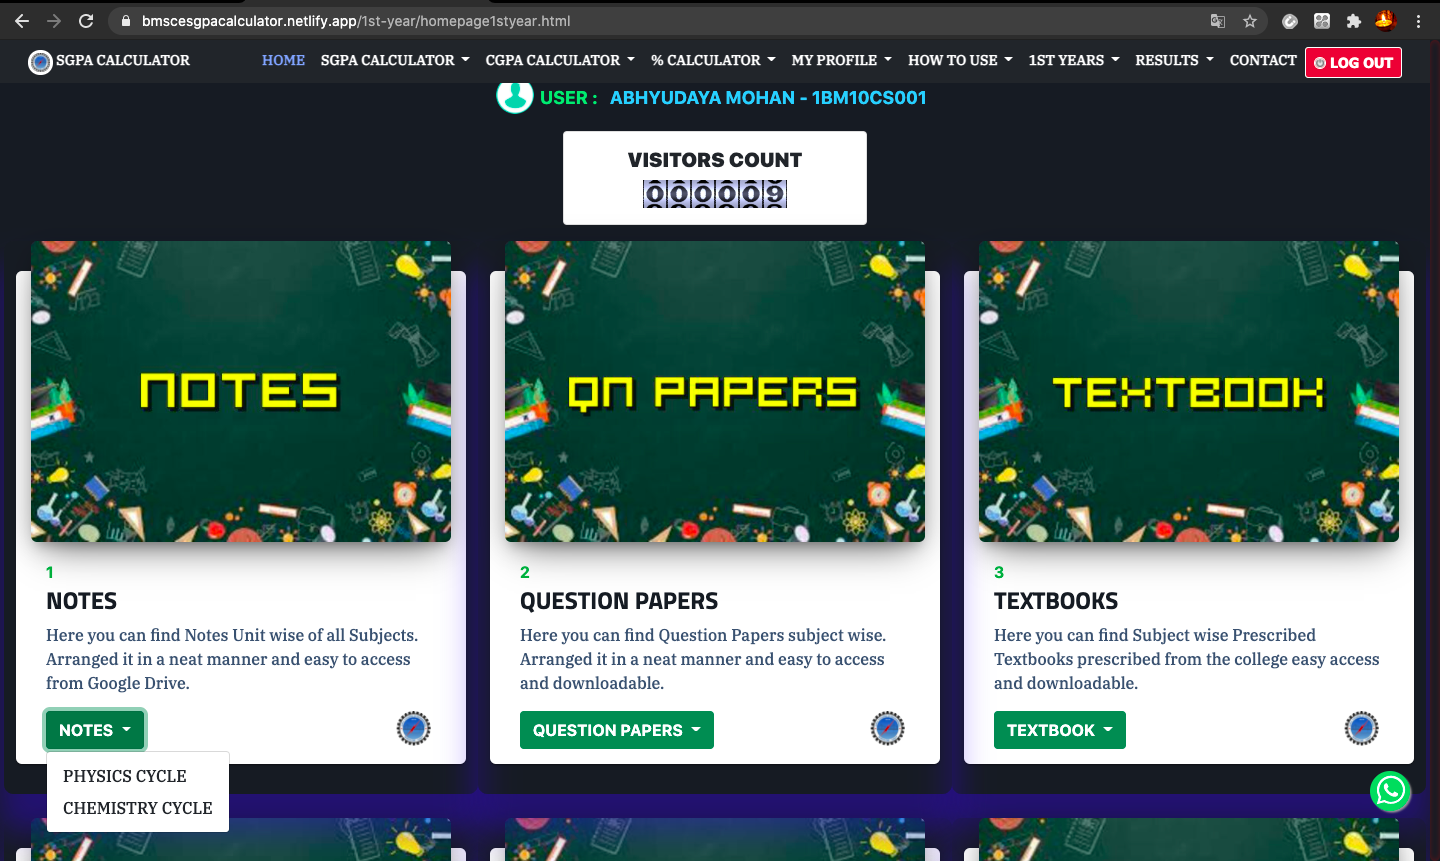 bmscesgpacalculator.netlify.app/1st-year/homepage1styear.html
SGPA CALCULATOR HOME SGPA CALCULATOR CGPA CALCULATOR % CALCULATOR MY PROFILE HOW TO USE 1ST YEARS RESULTS CONTACT LOG OUT
USER : ABHYUDAYA MOHAN - 1BM10CS001
VISITORS COUNT
000009
NOTES
QN PAPERS
TEXTBOOK
1
NOTES
Here you can find Notes Unit wise of all Subjects.
Arranged it in a neat manner and easy to access
from Google Drive.
NOTES
PHYSICS CYCLE
CHEMISTRY CYCLE
2
QUESTION PAPERS
Here you can find Question Papers subject wise.
Arranged it in a neat manner and easy to access
and downloadable.
QUESTION PAPERS
3
TEXTBOOKS
Here you can find Subject wise Prescribed
Textbooks prescribed from the college easy access
and downloadable.
TEXTBOOK